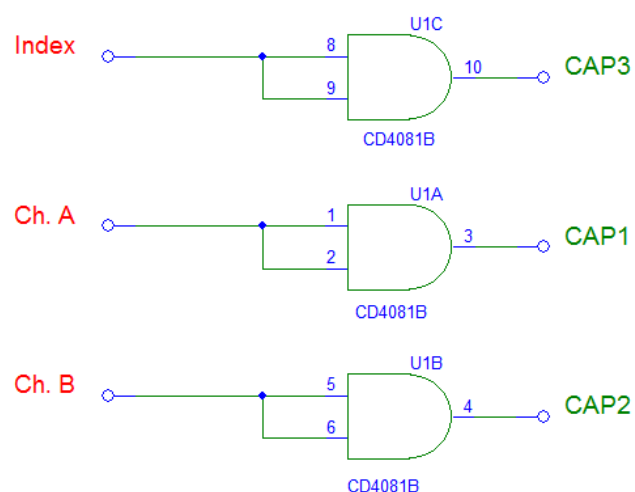 U1C
Index
8
10
CAP3
9
CD4081B
U1A
Ch. A
1
3
CAP1
2
CD4081B
U1B
Ch. B
5
4
CAP2
6
CD4081B